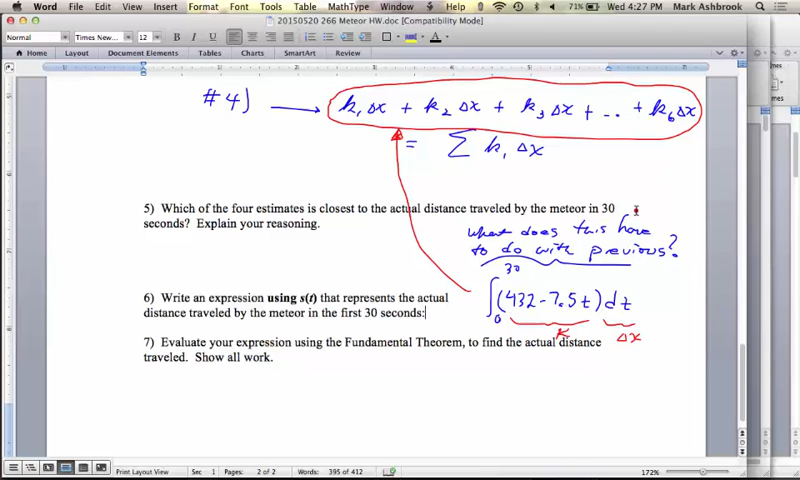 Word File Edit View Insert Format Font Tools Table MathType Window Help 71% Wed 4:27 PM Mark Ashbrook
20150520 266 Meteor HW.doc [Compatibility Mode]
Normal Times New... 12 B I U A
Home Layout Document Elements Tables Charts SmartArt Review
#4) k₁Δx + k₂Δx + k₃Δx + ... + k₆Δx
= Σ k₁ Δx
5) Which of the four estimates is closest to the actual distance traveled by the meteor in 30
seconds? Explain your reasoning.
what does this have
to do with previous?
6) Write an expression using s(t) that represents the actual
distance traveled by the meteor in the first 30 seconds:
∫₀³⁰ (432-7.5t)dt
k Δx
7) Evaluate your expression using the Fundamental Theorem, to find the actual distance
traveled. Show all work.
Print Layout View Sec 1 Pages: 2 of 2 Words: 395 of 412 172%